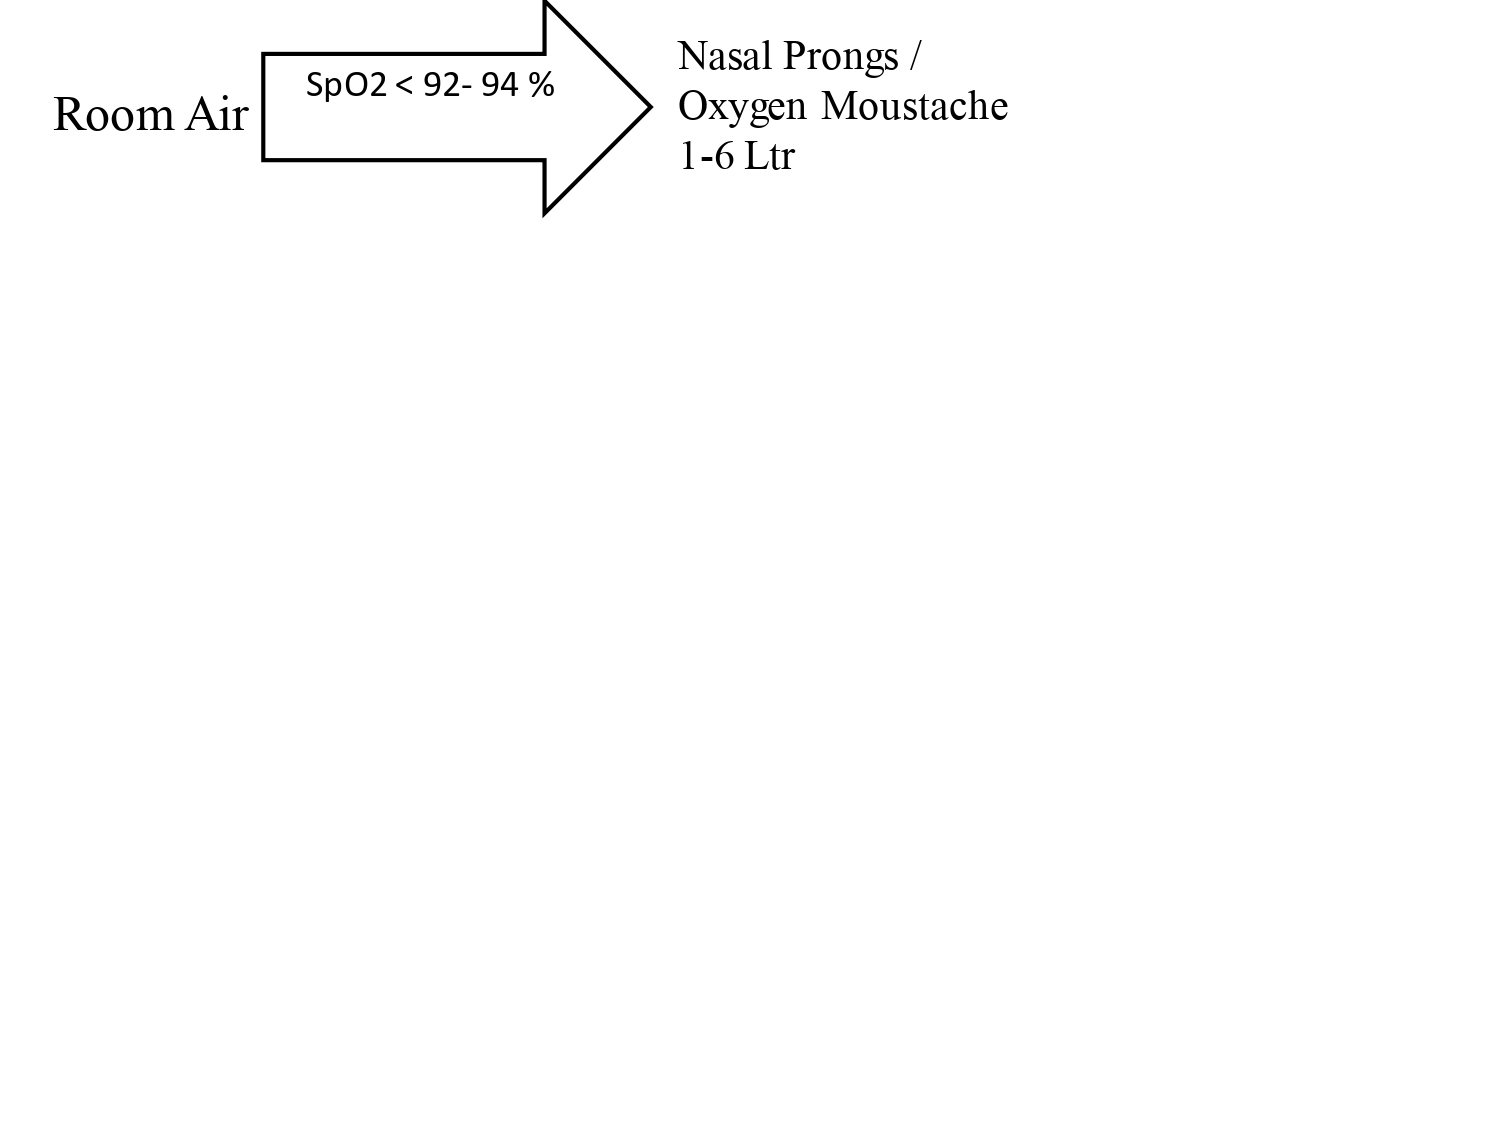 Room Air
SpO2 < 92- 94 %
Nasal Prongs /
Oxygen Moustache
1-6 Ltr